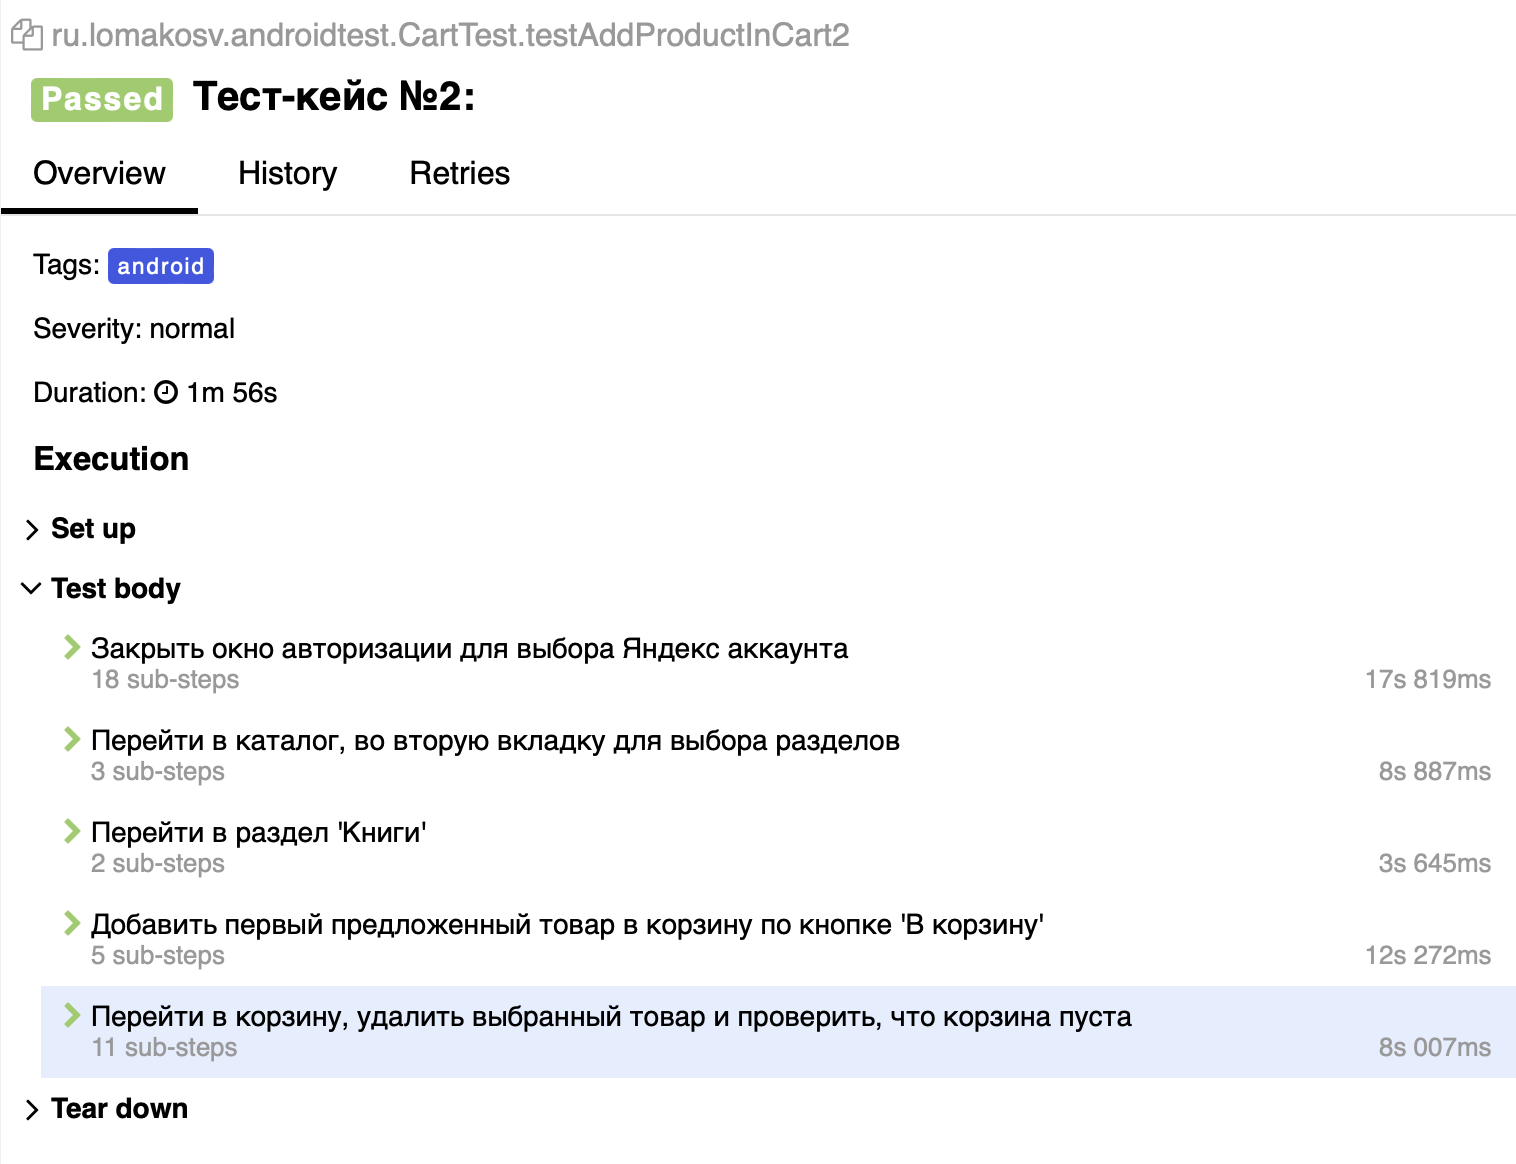 ru.lomakosv.androidtest.CartTest.testAddProductInCart2
Passed Тест-кейс №2:
Overview History Retries
Tags: android
Severity: normal
Duration: 1m 56s
Execution
Set up
Test body
Закрыть окно авторизации для выбора Яндекс аккаунта
18 sub-steps 17s 819ms
Перейти в каталог, во вторую вкладку для выбора разделов
3 sub-steps 8s 887ms
Перейти в раздел 'Книги'
2 sub-steps 3s 645ms
Добавить первый предложенный товар в корзину по кнопке 'В корзину'
5 sub-steps 12s 272ms
Перейти в корзину, удалить выбранный товар и проверить, что корзина пуста
11 sub-steps 8s 007ms
Tear down